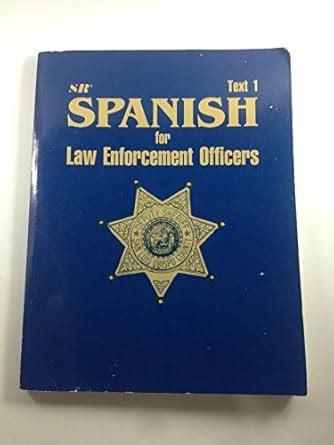 SR
Text 1
SPANISH
for
Law Enforcement Officers